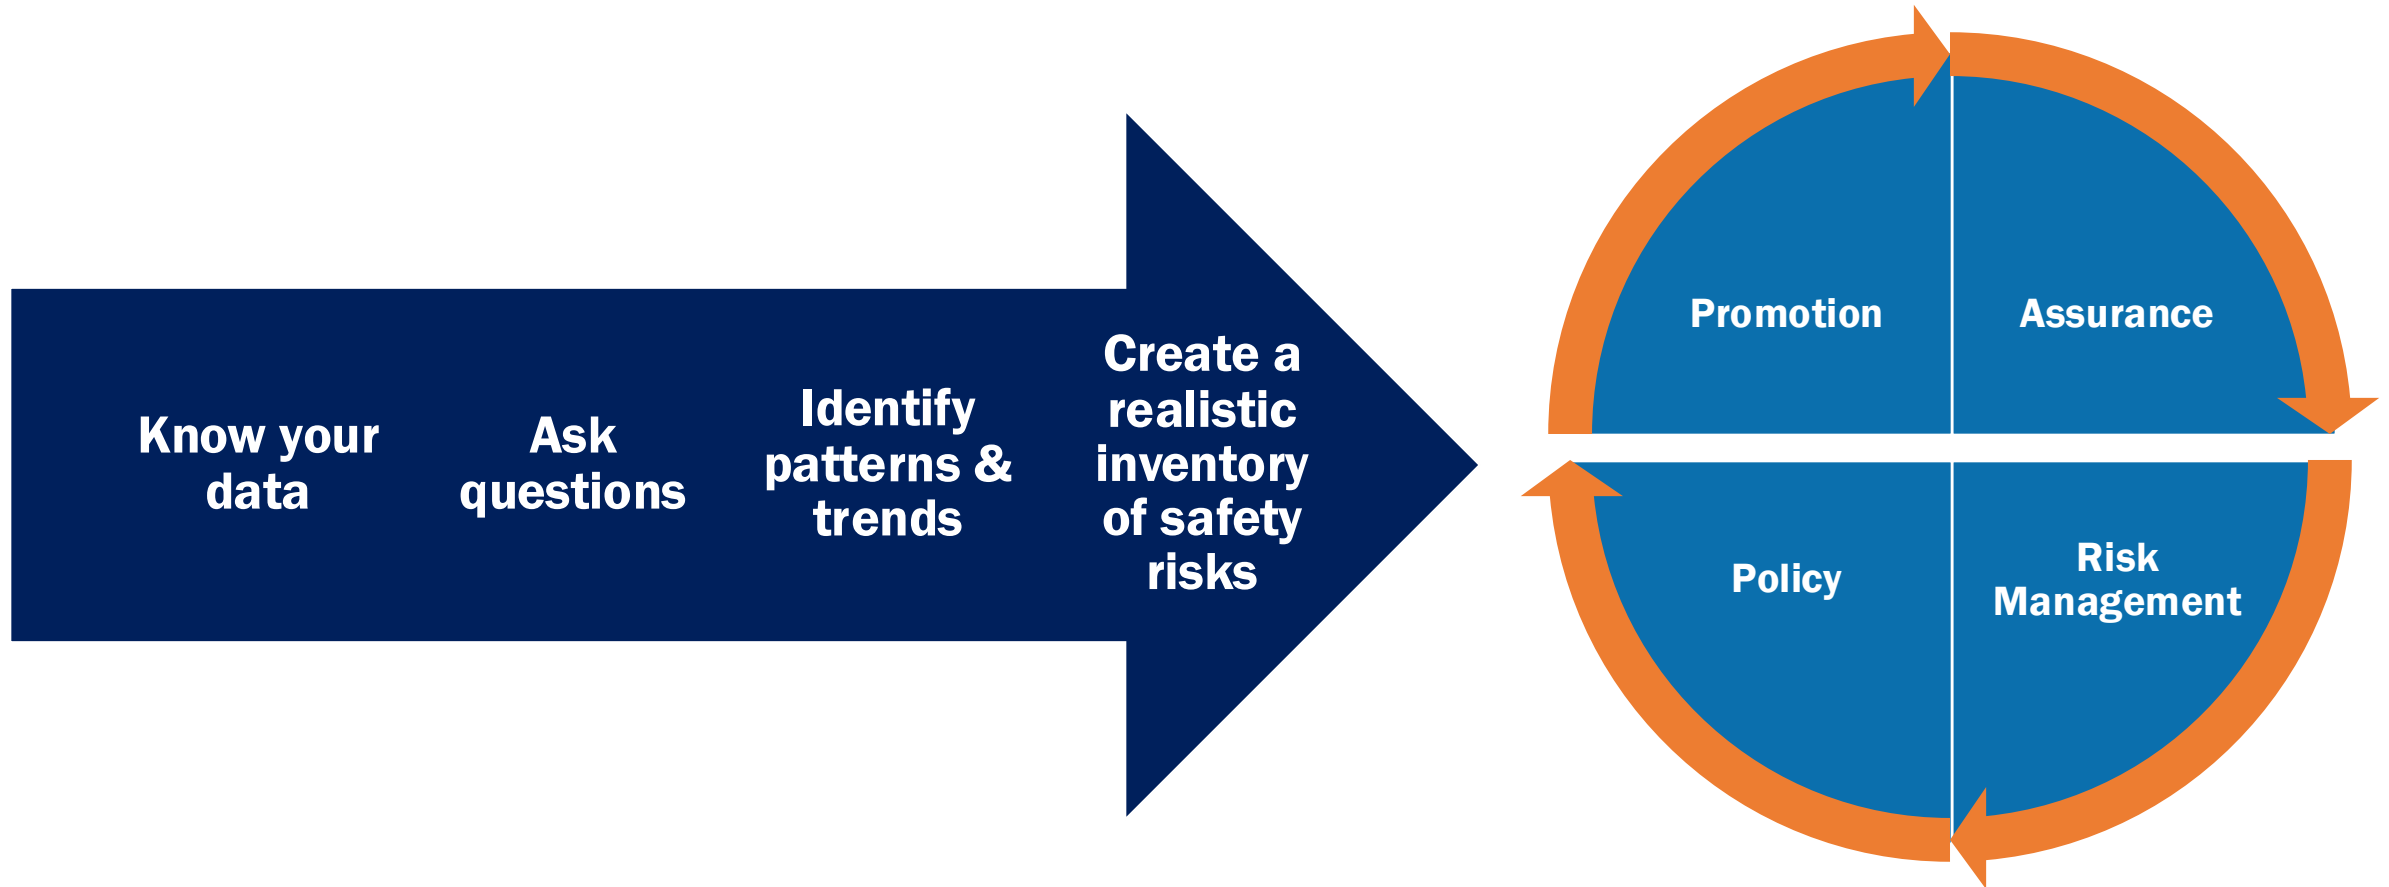 Know your
data
Ask
questions
Identify
patterns &
trends
Create a
realistic
inventory
of safety
risks
Promotion
Assurance
Policy
Risk
Management